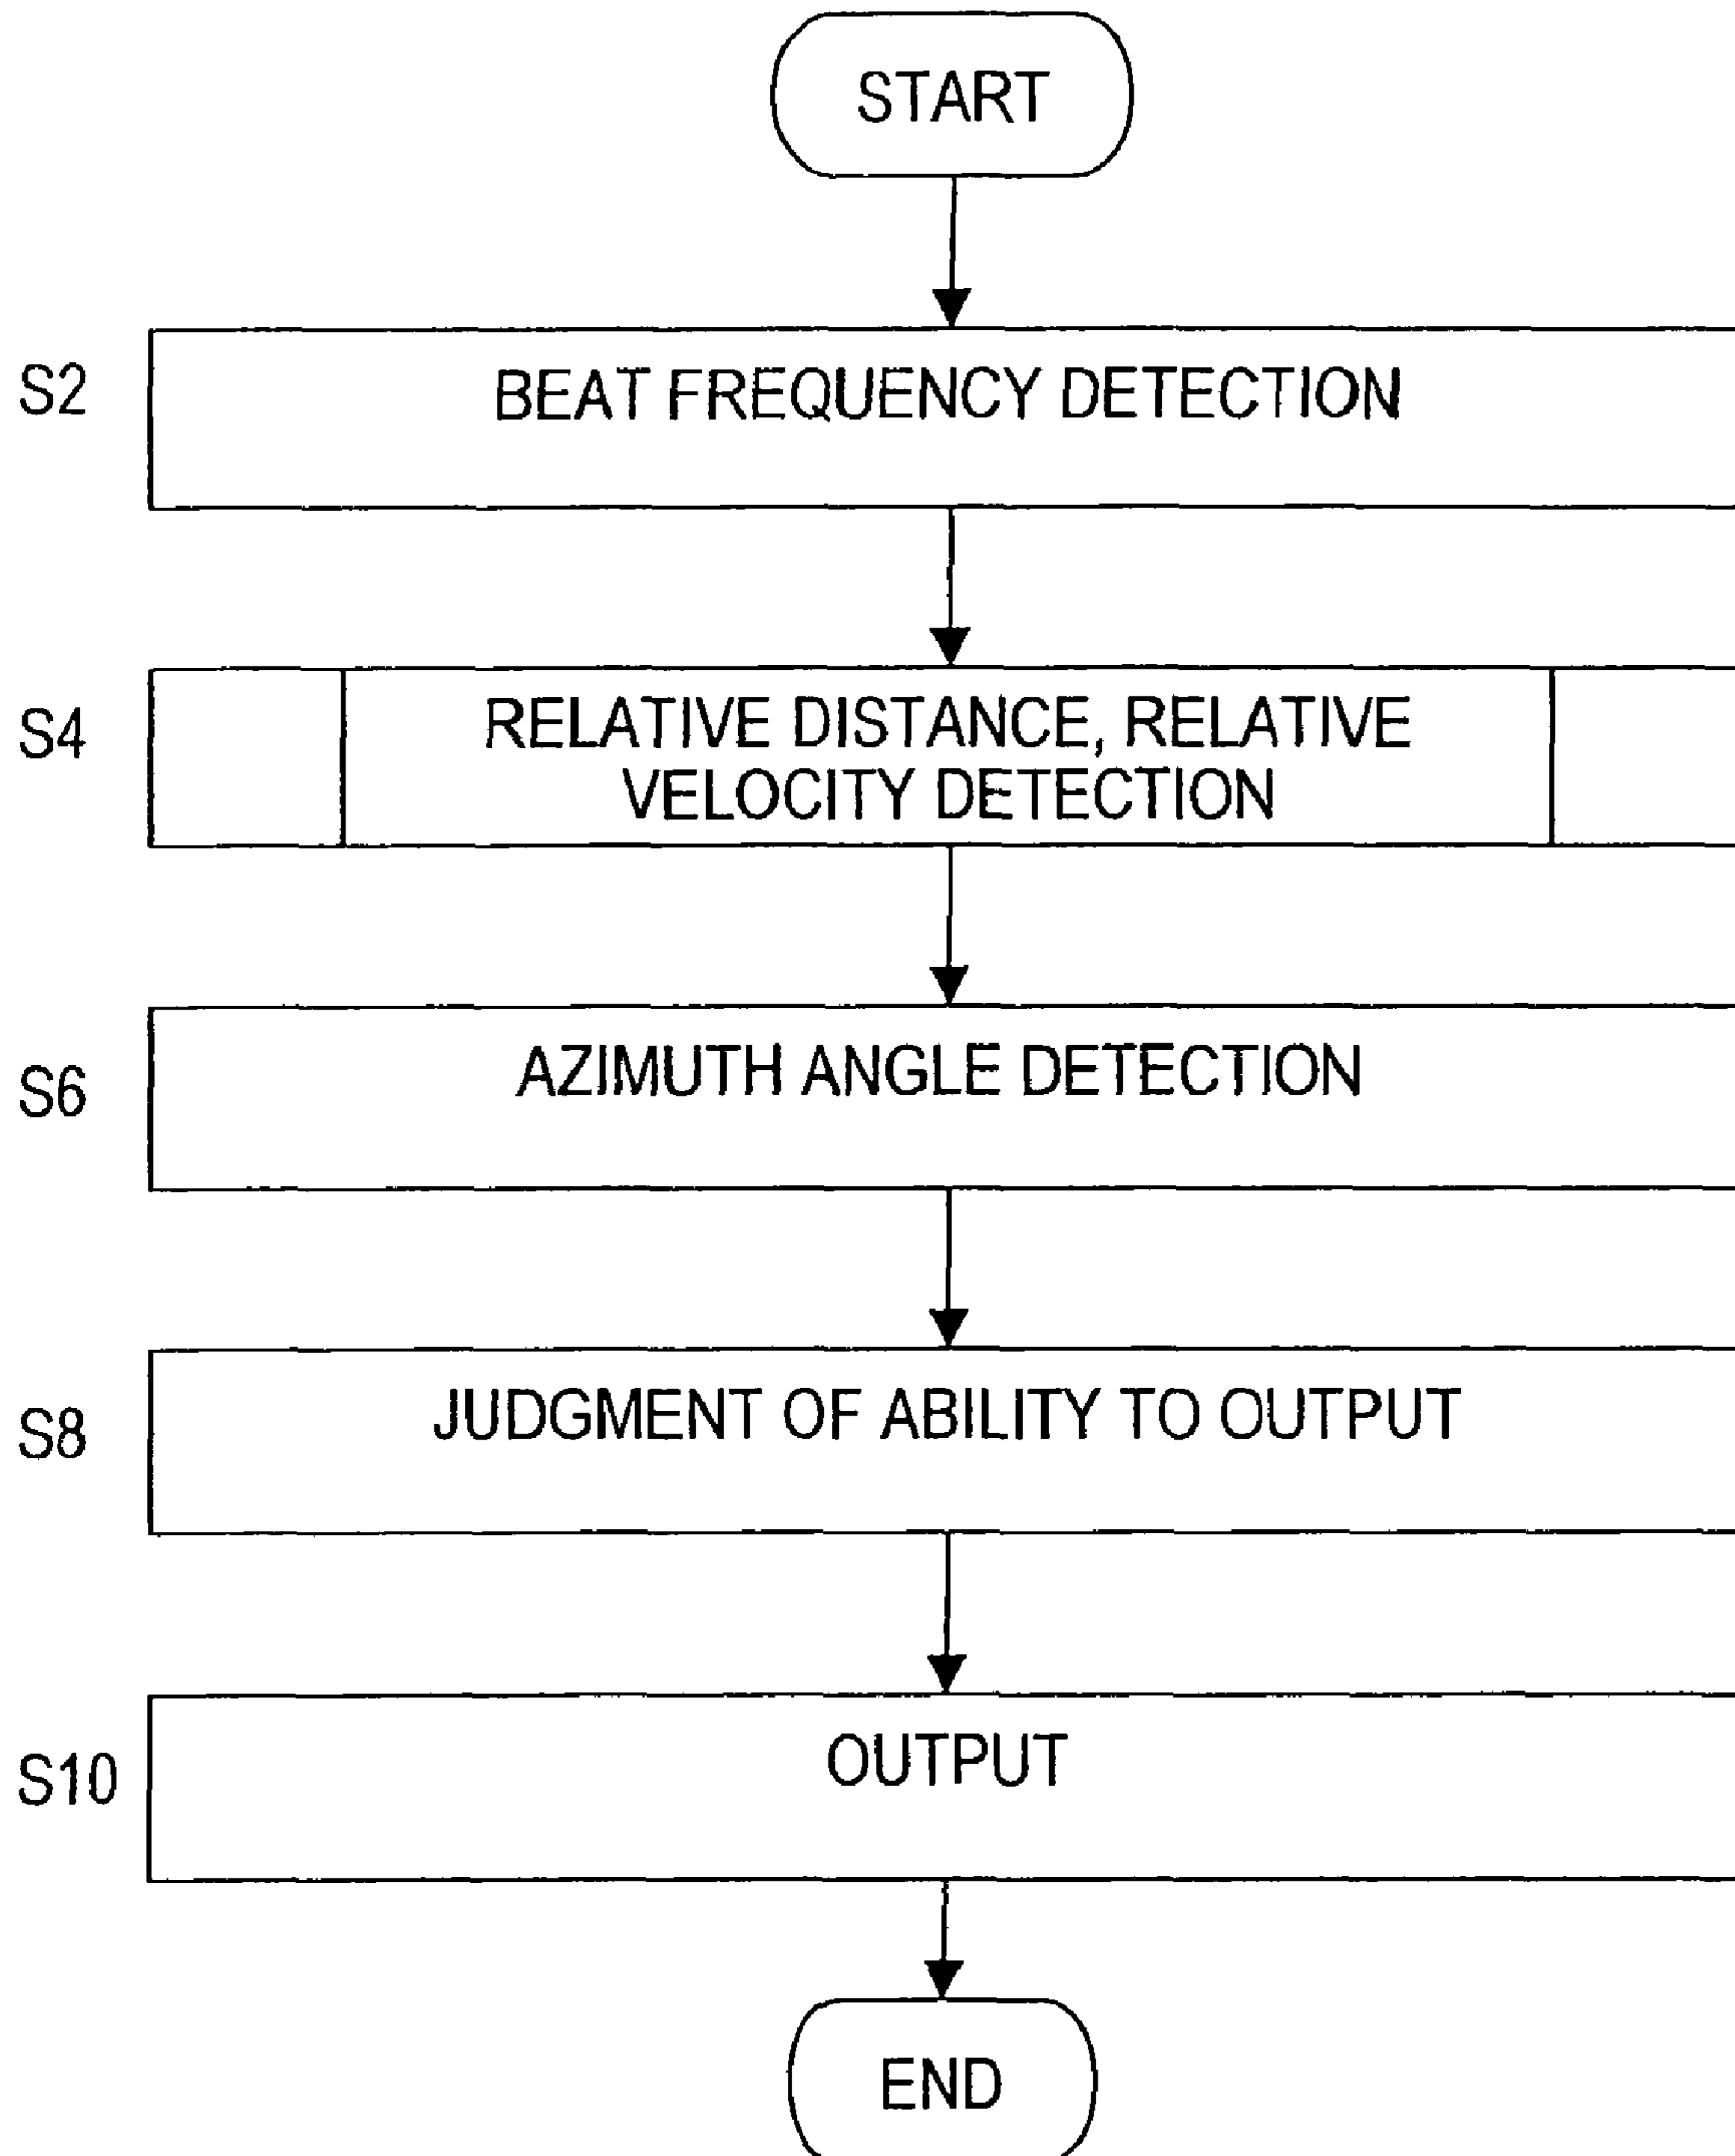 START
S2
BEAT FREQUENCY DETECTION
S4
RELATIVE DISTANCE, RELATIVE
VELOCITY DETECTION
S6
AZIMUTH ANGLE DETECTION
S8
JUDGMENT OF ABILITY TO OUTPUT
S10
OUTPUT
END